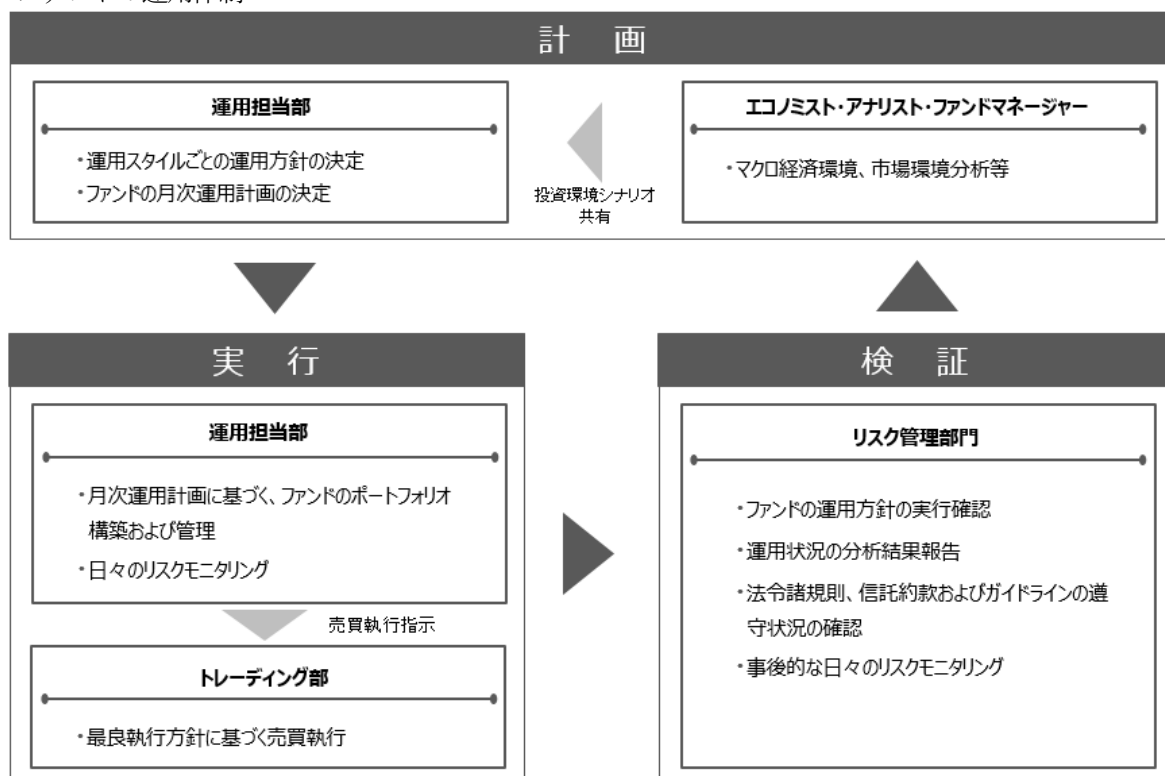 計 画
運用担当部
・運用スタイルごとの運用方針の決定
・ファンドの月次運用計画の決定
投資環境シナリオ
共有
エコノミスト・アナリスト・ファンドマネージャー
・マクロ経済環境、市場環境分析等
実 行
運用担当部
・月次運用計画に基づく、ファンドのポートフォリオ
構築および管理
・日々のリスクモニタリング
売買執行指示
トレーディング部
・最良執行方針に基づく売買執行
検 証
リスク管理部門
・ファンドの運用方針の実行確認
・運用状況の分析結果報告
・法令諸規則、信託約款およびガイドラインの遵
守状況の確認
・事後的な日々のリスクモニタリング